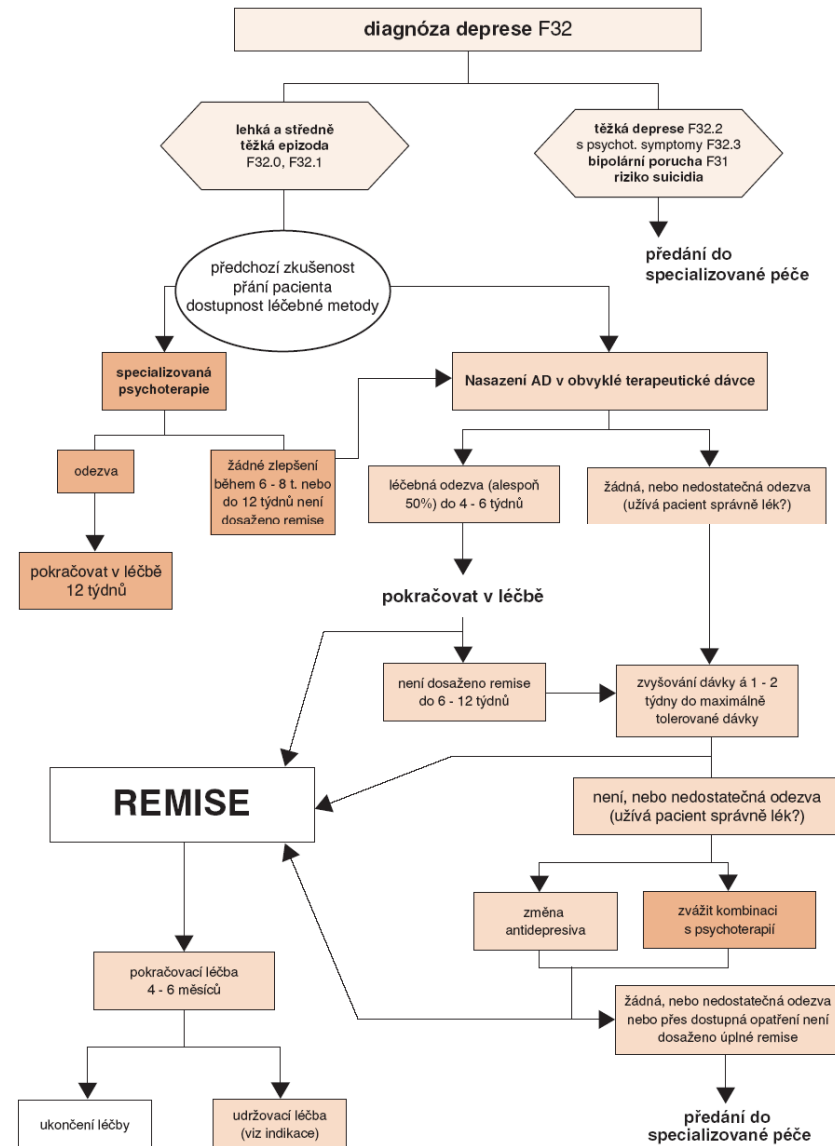 diagnóza deprese F32
lehká a středně
těžká epizoda
F32.0, F32.1
těžká deprese F32.2
s psychot. symptomy F32.3
bipolární porucha F31
riziko suicidia
předání do
specializované péče
předchozí zkušenost
přání pacienta
dostupnost léčebné metody
specializovaná
psychoterapie
Nasazení AD v obvyklé terapeutické dávce
odezva
žádné zlepšení
během 6 - 8 t. nebo
do 12 týdnů není
dosaženo remise
léčebná odezva (alespoň
50%) do 4 - 6 týdnů
žádná, nebo nedostatečná odezva
(užívá pacient správně lék?)
pokračovat v léčbě
12 týdnů
pokračovat v léčbě
není dosaženo remise
do 6 - 12 týdnů
zvyšování dávky á 1 - 2
týdny do maximálně
tolerované dávky
REMISE
není, nebo nedostatečná odezva
(užívá pacient správně lék?)
změna
antidepresiva
zvážit kombinaci
s psychoterapií
pokračovací léčba
4 - 6 měsíců
žádná, nebo nedostatečná odezva
nebo přes dostupná opatření není
dosaženo úplné remise
ukončení léčby
udržovací léčba
(viz indikace)
předání do
specializované péče